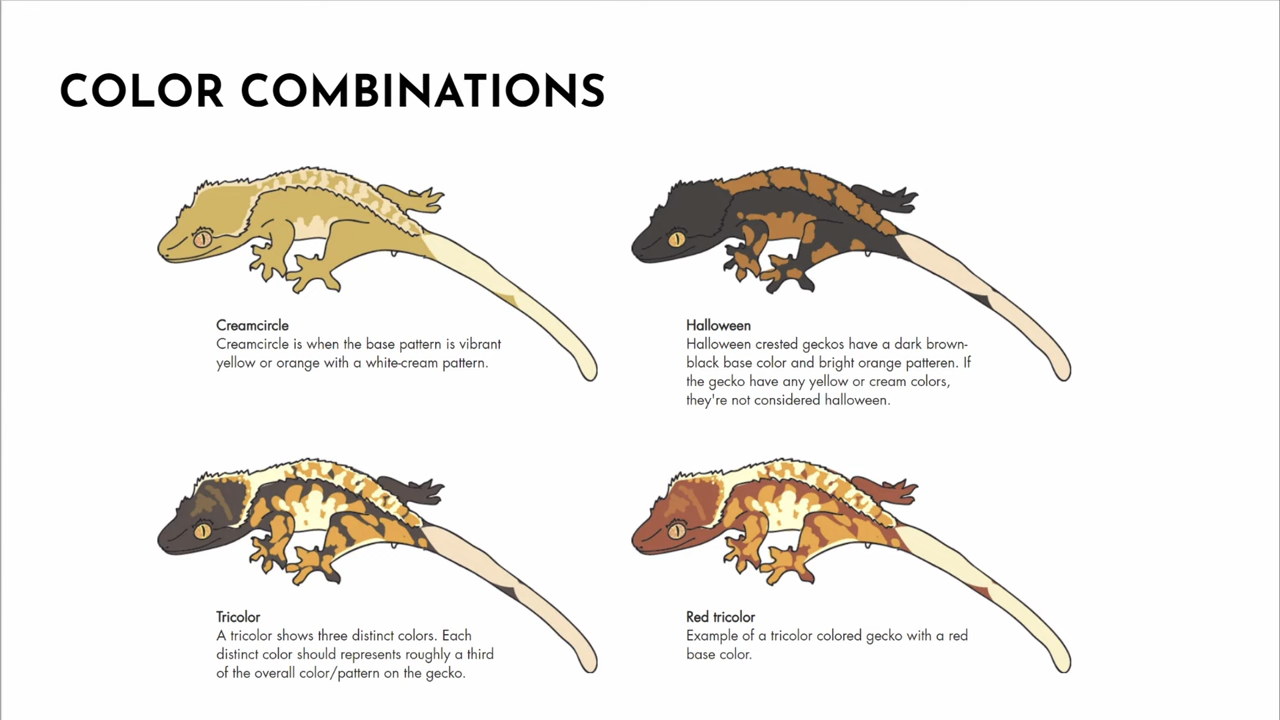 COLOR COMBINATIONS
Creamcircle
Creamcircle is when the base pattern is vibrant
yellow or orange with a white-cream pattern.
Halloween
Halloween crested geckos have a dark brown-
black base color and bright orange patteren. If
the gecko have any yellow or cream colors,
they're not considered halloween.
Tricolor
A tricolor shows three distinct colors. Each
distinct color should represents roughly a third
of the overall color/pattern on the gecko.
Red tricolor
Example of a tricolor colored gecko with a red
base color.